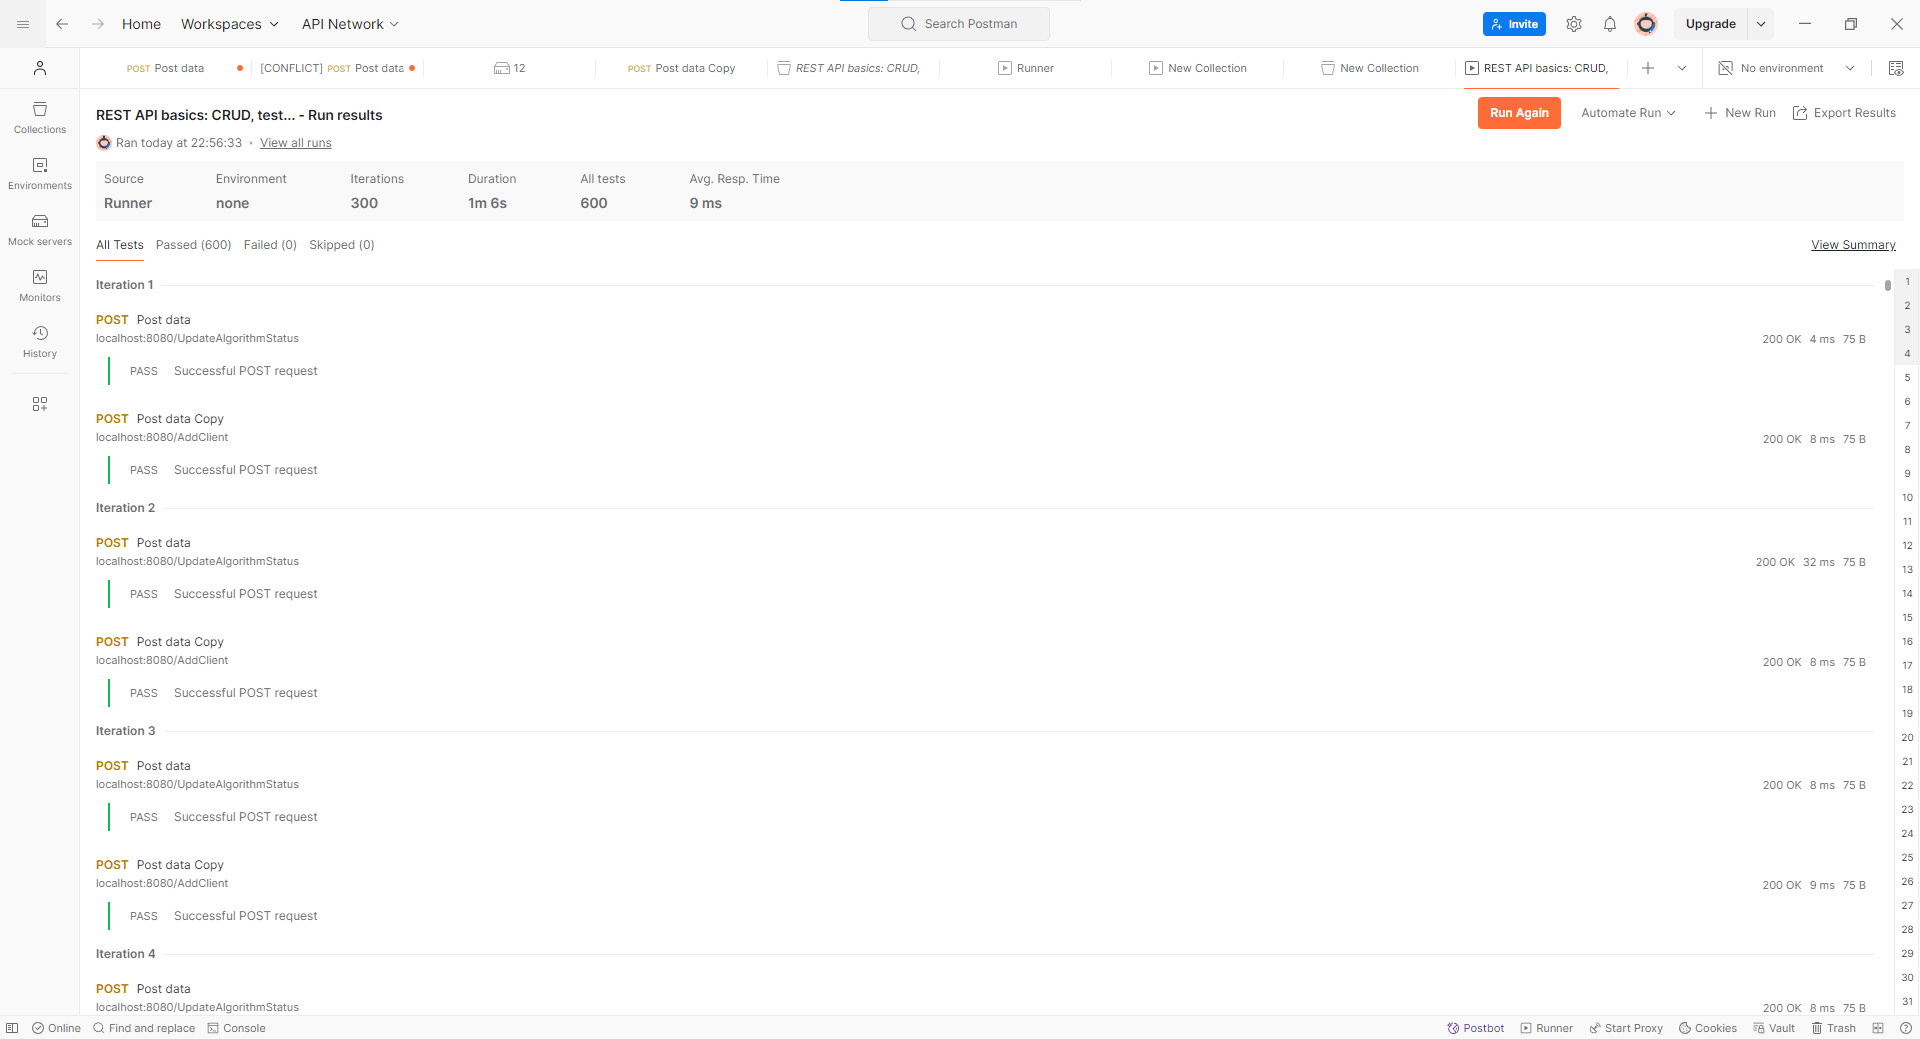 Home Workspaces API Network Search Postman Invite Upgrade
POST Post data [CONFLICT] POST Post data 12 POST Post data Copy REST API basics: CRUD, Runner New Collection New Collection REST API basics: CRUD, No environment
Collections
Environments
Mock servers
Monitors
History
REST API basics: CRUD, test... - Run results
Run Again Automate Run New Run Export Results
Ran today at 22:56:33 · View all runs
Source Environment Iterations Duration All tests Avg. Resp. Time
Runner none 300 1m 6s 600 9 ms
All Tests Passed (600) Failed (0) Skipped (0) View Summary
Iteration 1
POST Post data
localhost:8080/UpdateAlgorithmStatus
200 OK 4 ms 75 B
PASS Successful POST request
POST Post data Copy
localhost:8080/AddClient
200 OK 8 ms 75 B
PASS Successful POST request
Iteration 2
POST Post data
localhost:8080/UpdateAlgorithmStatus
200 OK 32 ms 75 B
PASS Successful POST request
POST Post data Copy
localhost:8080/AddClient
200 OK 8 ms 75 B
PASS Successful POST request
Iteration 3
POST Post data
localhost:8080/UpdateAlgorithmStatus
200 OK 8 ms 75 B
PASS Successful POST request
POST Post data Copy
localhost:8080/AddClient
200 OK 9 ms 75 B
PASS Successful POST request
Iteration 4
POST Post data
localhost:8080/UpdateAlgorithmStatus
200 OK 8 ms 75 B
1
2
3
4
5
6
7
8
9
10
11
12
13
14
15
16
17
18
19
20
21
22
23
24
25
26
27
28
29
30
31
Online Find and replace Console Postbot Runner Start Proxy Cookies Vault Trash